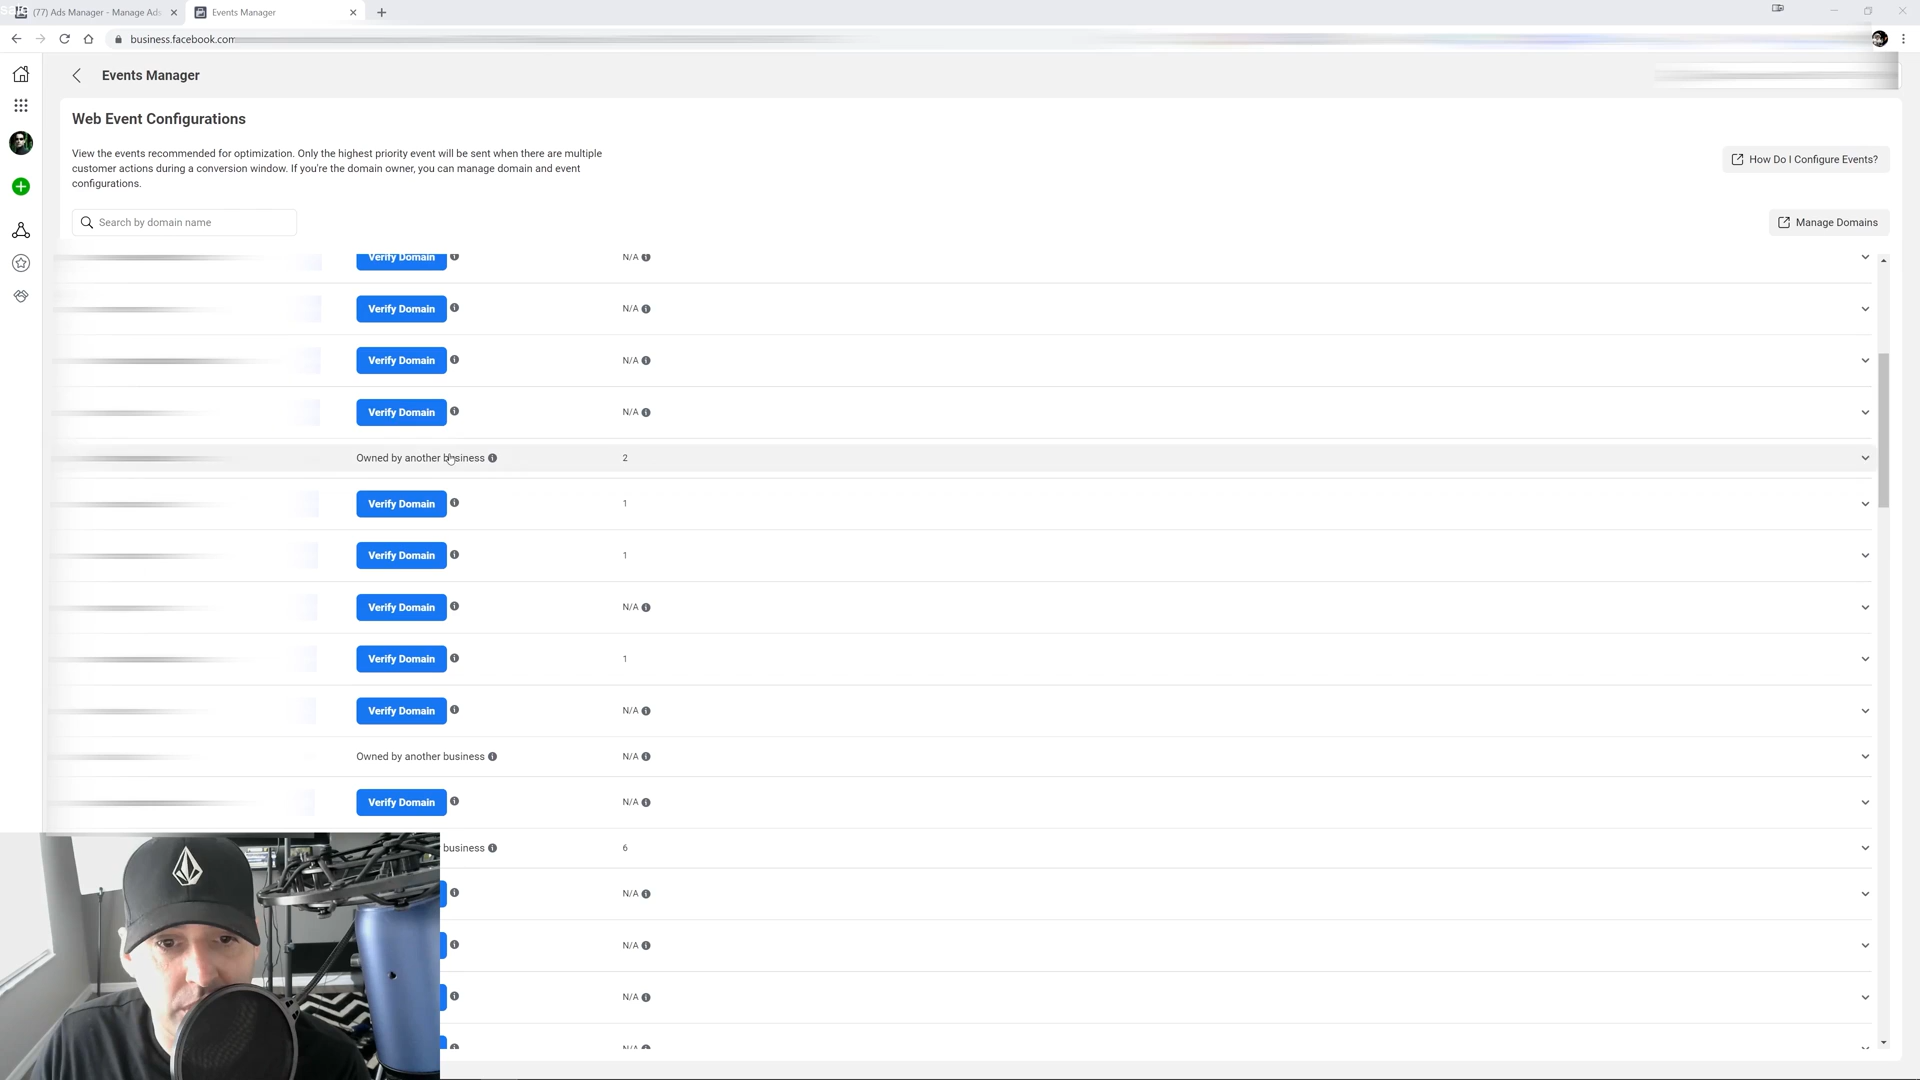 (77) Ads Manager - Manage Ads
Events Manager
business.facebook.com
Events Manager
Web Event Configurations
View the events recommended for optimization. Only the highest priority event will be sent when there are multiple
customer actions during a conversion window. If you're the domain owner, you can manage domain and event
configurations.
How Do I Configure Events?
Search by domain name
Manage Domains
Verify Domain N/A
Verify Domain N/A
Verify Domain N/A
Verify Domain N/A
Owned by another business 2
Verify Domain 1
Verify Domain 1
Verify Domain N/A
Verify Domain 1
Verify Domain N/A
Owned by another business N/A
Verify Domain N/A
business 6
N/A
N/A
N/A
N/A